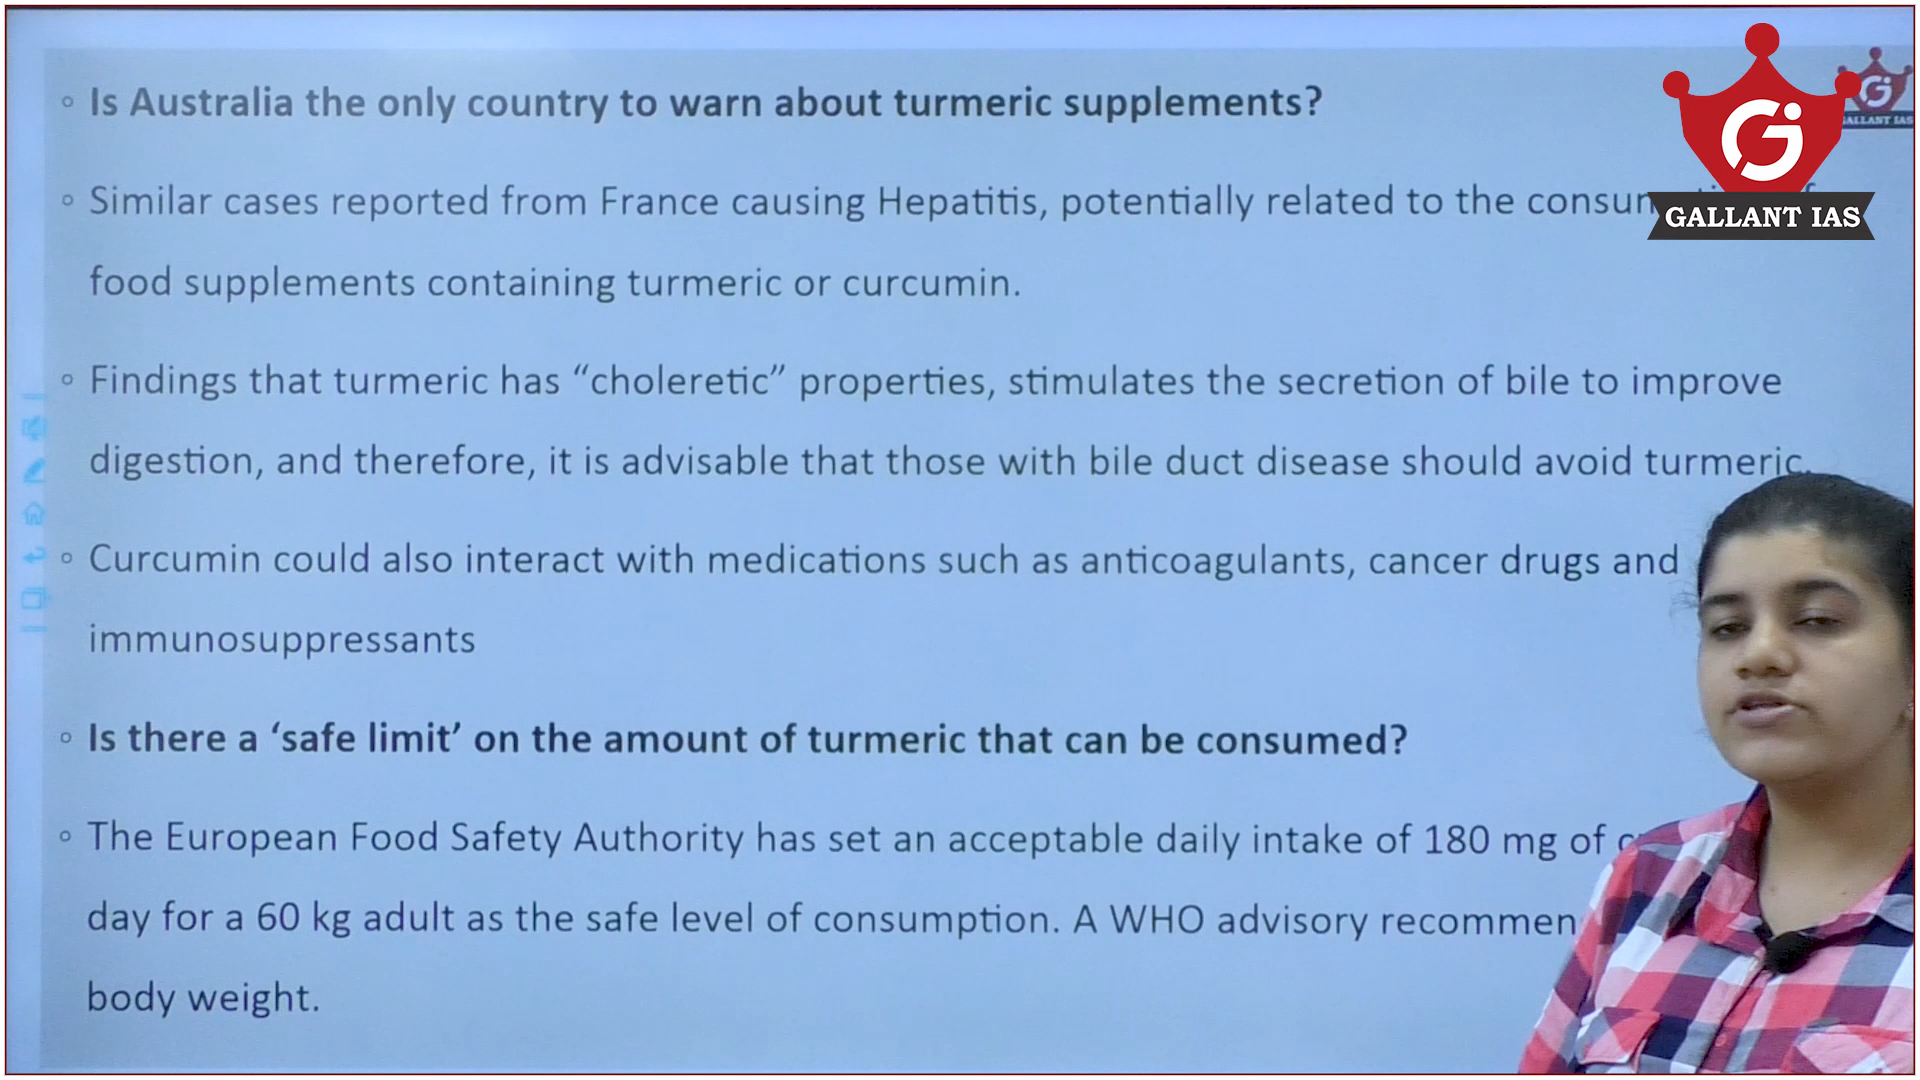 Is Australia the only country to warn about turmeric supplements?
GALLANT IAS
Similar cases reported from France causing Hepatitis, potentially related to the
GALLANT IAS
food supplements containing turmeric or curcumin.
Findings that turmeric has “choleretic” properties, stimulates the secretion of bile to improve
digestion, and therefore, it is advisable that those with bile duct disease should avoid turmeric.
Curcumin could also interact with medications such as anticoagulants, cancer drugs and
immunosuppressants
Is there a ‘safe limit’ on the amount of turmeric that can be consumed?
The European Food Safety Authority has set an acceptable daily intake of 180 mg of
day for a 60 kg adult as the safe level of consumption. A WHO advisory
body weight.